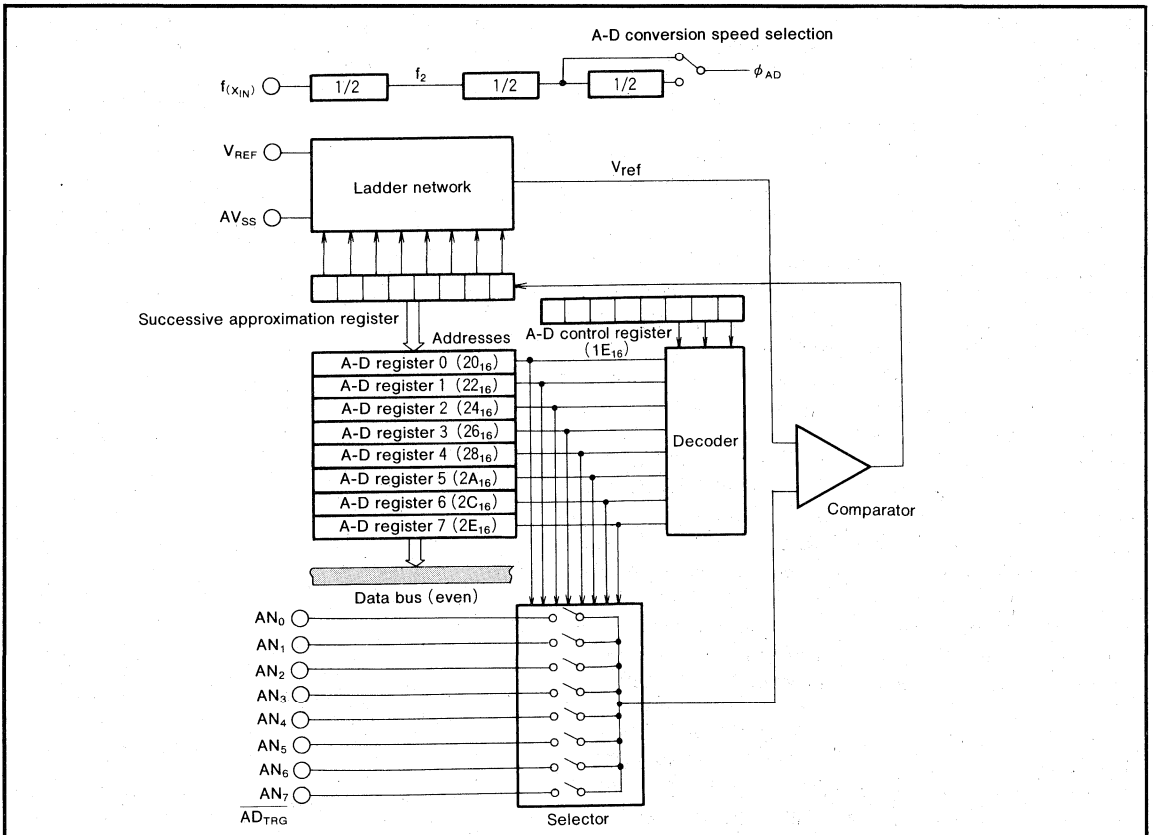 A-D conversion speed selection
f(XIN) 1/2 f2 1/2 1/2 φAD
VREF
Ladder network
Vref
AVSS
Successive approximation register
Addresses
A-D control register
(1E16)
A-D register 0 (2016)
A-D register 1 (2216)
A-D register 2 (2416)
A-D register 3 (2616)
A-D register 4 (2816)
A-D register 5 (2A16)
A-D register 6 (2C16)
A-D register 7 (2E16)
Decoder
Comparator
Data bus (even)
AN0
AN1
AN2
AN3
AN4
AN5
AN6
AN7
ADTRG
Selector